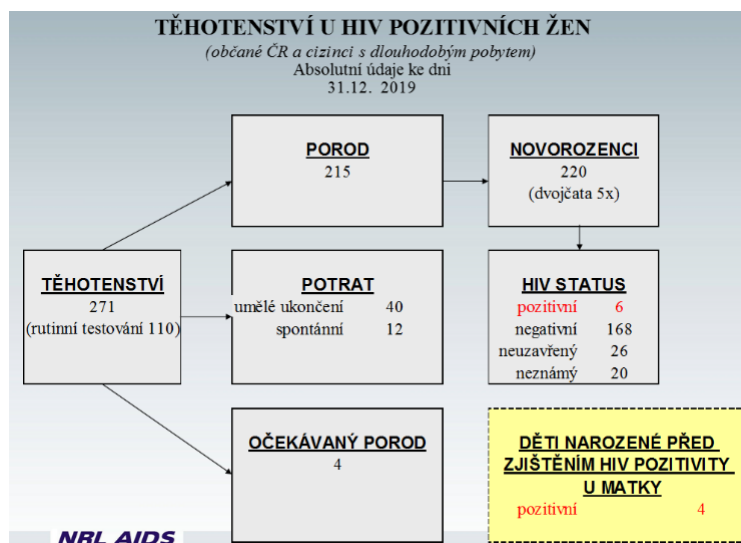 TĚHOTENSTVÍ U HIV POZITIVNÍCH ŽEN
(občané ČR a cizinci s dlouhodobým pobytem)
Absolutní údaje ke dni
31.12. 2019
POROD
215
NOVOROZENCI
220
(dvojčata 5x)
TĚHOTENSTVÍ
271
(rutinní testování 110)
POTRAT
umělé ukončení 40
spontánní 12
HIV STATUS
pozitivní 6
negativní 168
neuzavřený 26
neznámý 20
OČEKÁVANÝ POROD
4
DĚTI NAROZENÉ PŘED
ZJIŠTĚNÍM HIV POZITIVITY
U MATKY
pozitivní 4
NRL AIDS